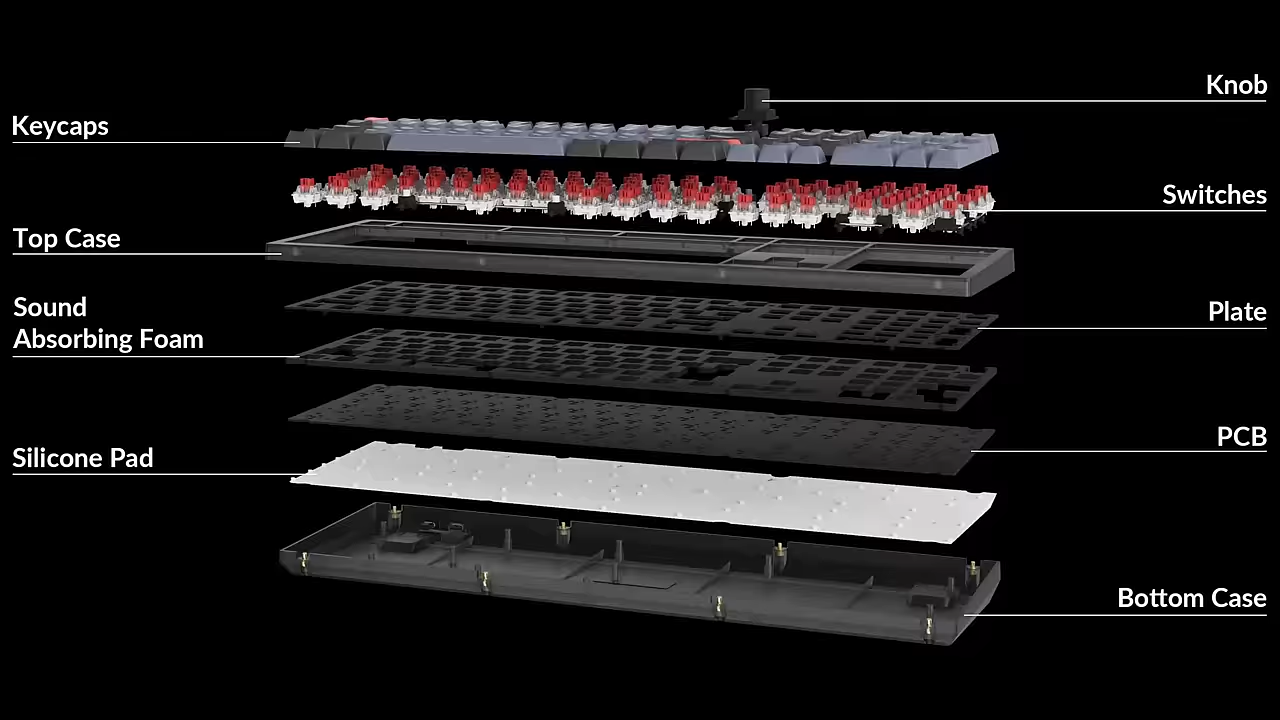 Knob
Keycaps
Switches
Top Case
Sound
Absorbing Foam
Plate
PCB
Silicone Pad
Bottom Case